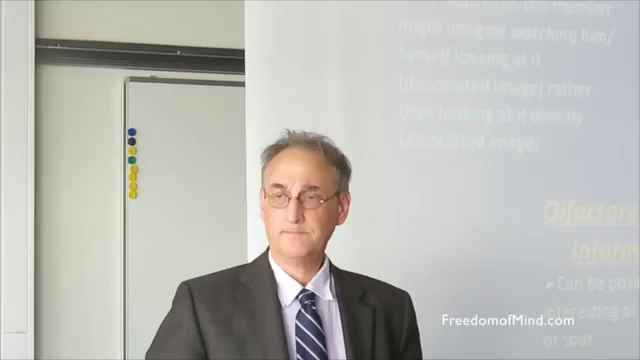 might imagine watching him/
herself looking at it
(dissociated image) rather
than looking at it directly
(associated image)
Olfactory
Inform
➤ Can be
interesting or
or sour
FreedomofMind.com